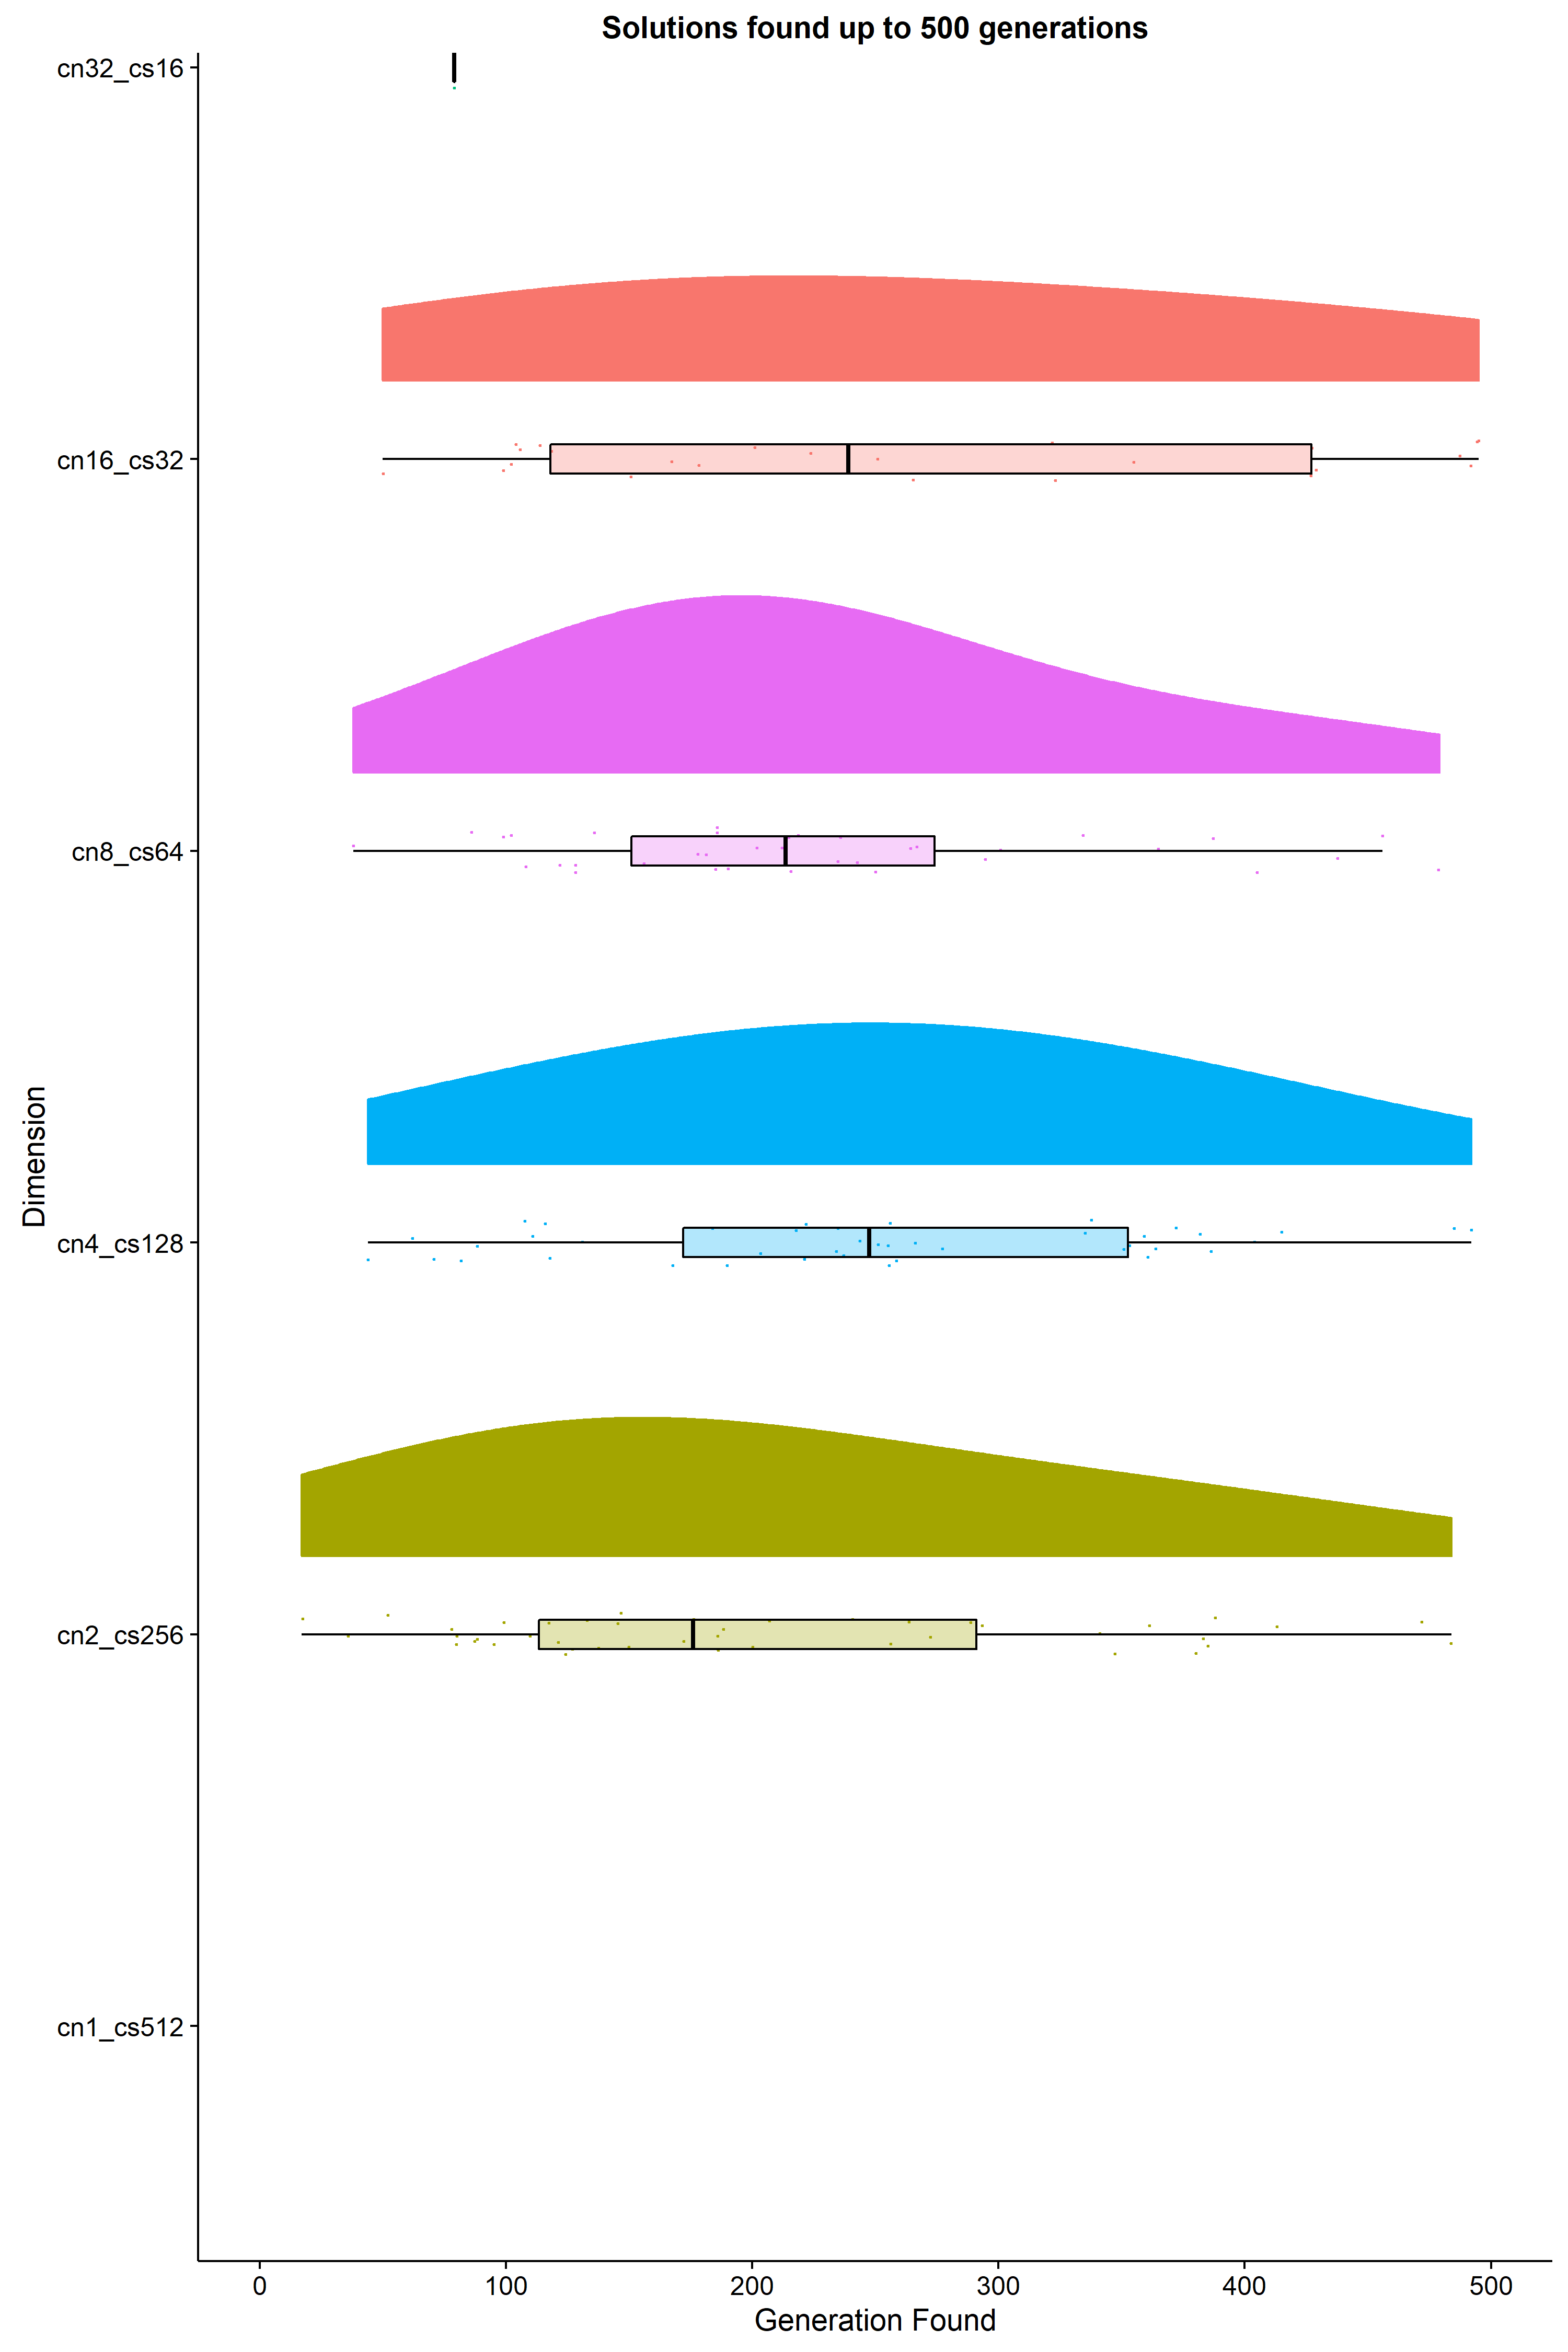 Solutions found up to 500 generations
cn32_cs16
cn16_cs32
cn8_cs64
cn4_cs128
cn2_cs256
cn1_cs512
Dimension
0 100 200 300 400 500
Generation Found